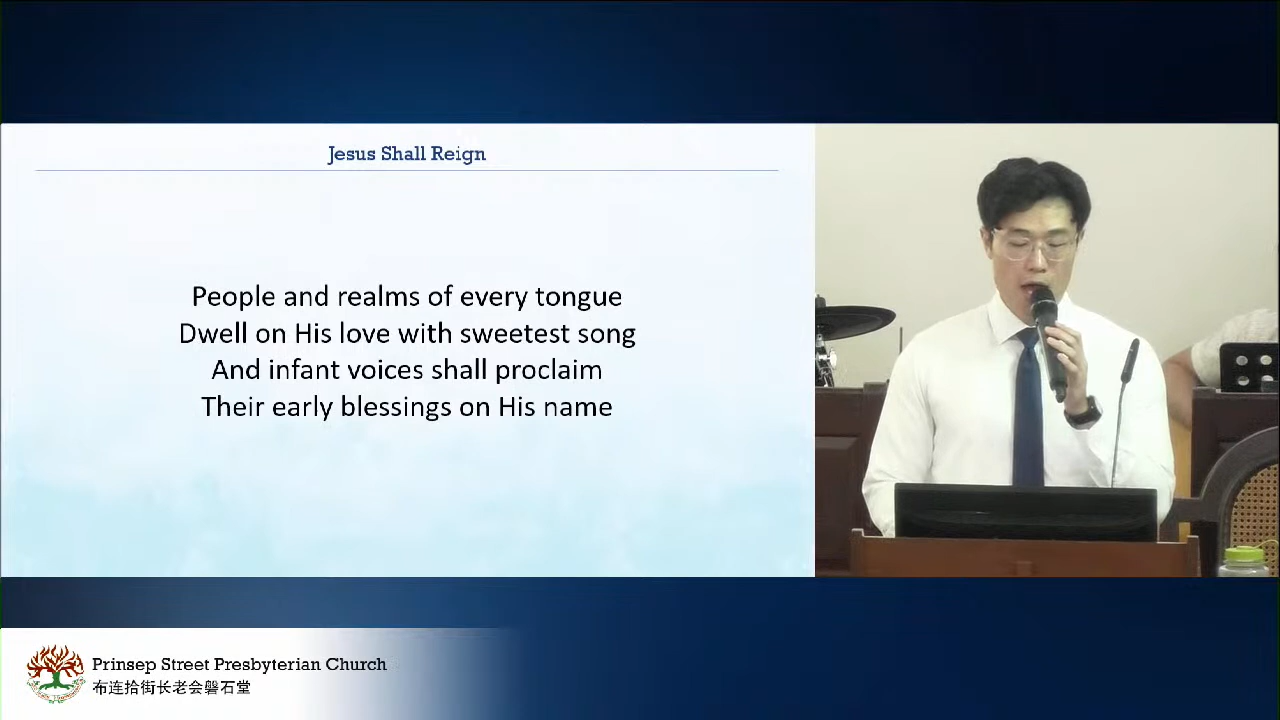 Jesus Shall Reign
People and realms of every tongue
Dwell on His love with sweetest song
And infant voices shall proclaim
Their early blessings on His name
Prinsep Street Presbyterian Church
布连拾街长老会磐石堂